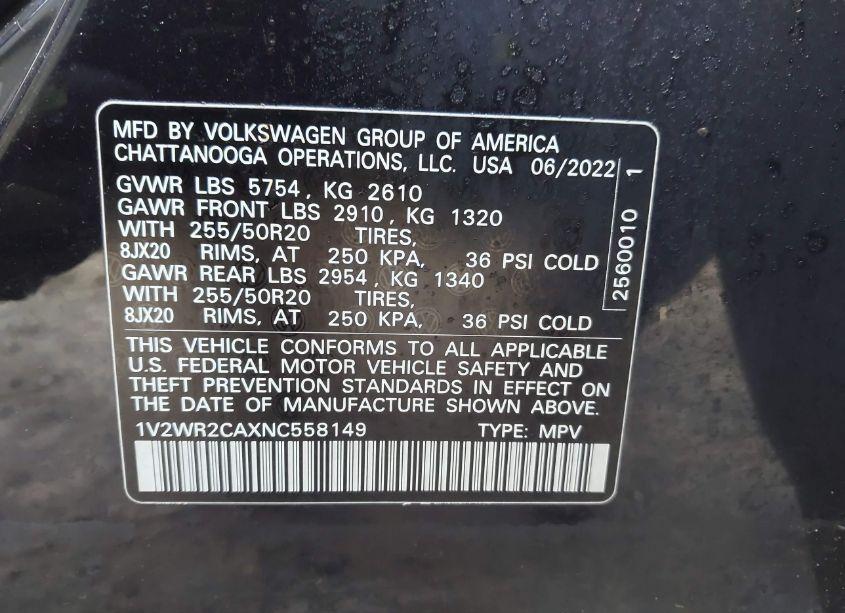 MFD BY VOLKSWAGEN GROUP OF AMERICA
CHATTANOOGA OPERATIONS, LLC. USA 06/2022
GVWR LBS 5754, KG 2610
GAWR FRONT LBS 2910, KG 1320
WITH 255/50R20 TIRES,
8JX20 RIMS, AT 250 KPA, 36 PSI COLD
GAWR REAR LBS 2954, KG 1340
WITH 255/50R20 TIRES,
8JX20 RIMS, AT 250 KPA, 36 PSI COLD
2560010 1
THIS VEHICLE CONFORMS TO ALL APPLICABLE
U.S. FEDERAL MOTOR VEHICLE SAFETY AND
THEFT PREVENTION STANDARDS IN EFFECT ON
THE DATE OF MANUFACTURE SHOWN ABOVE.
1V2WR2CAXNC558149 TYPE: MPV